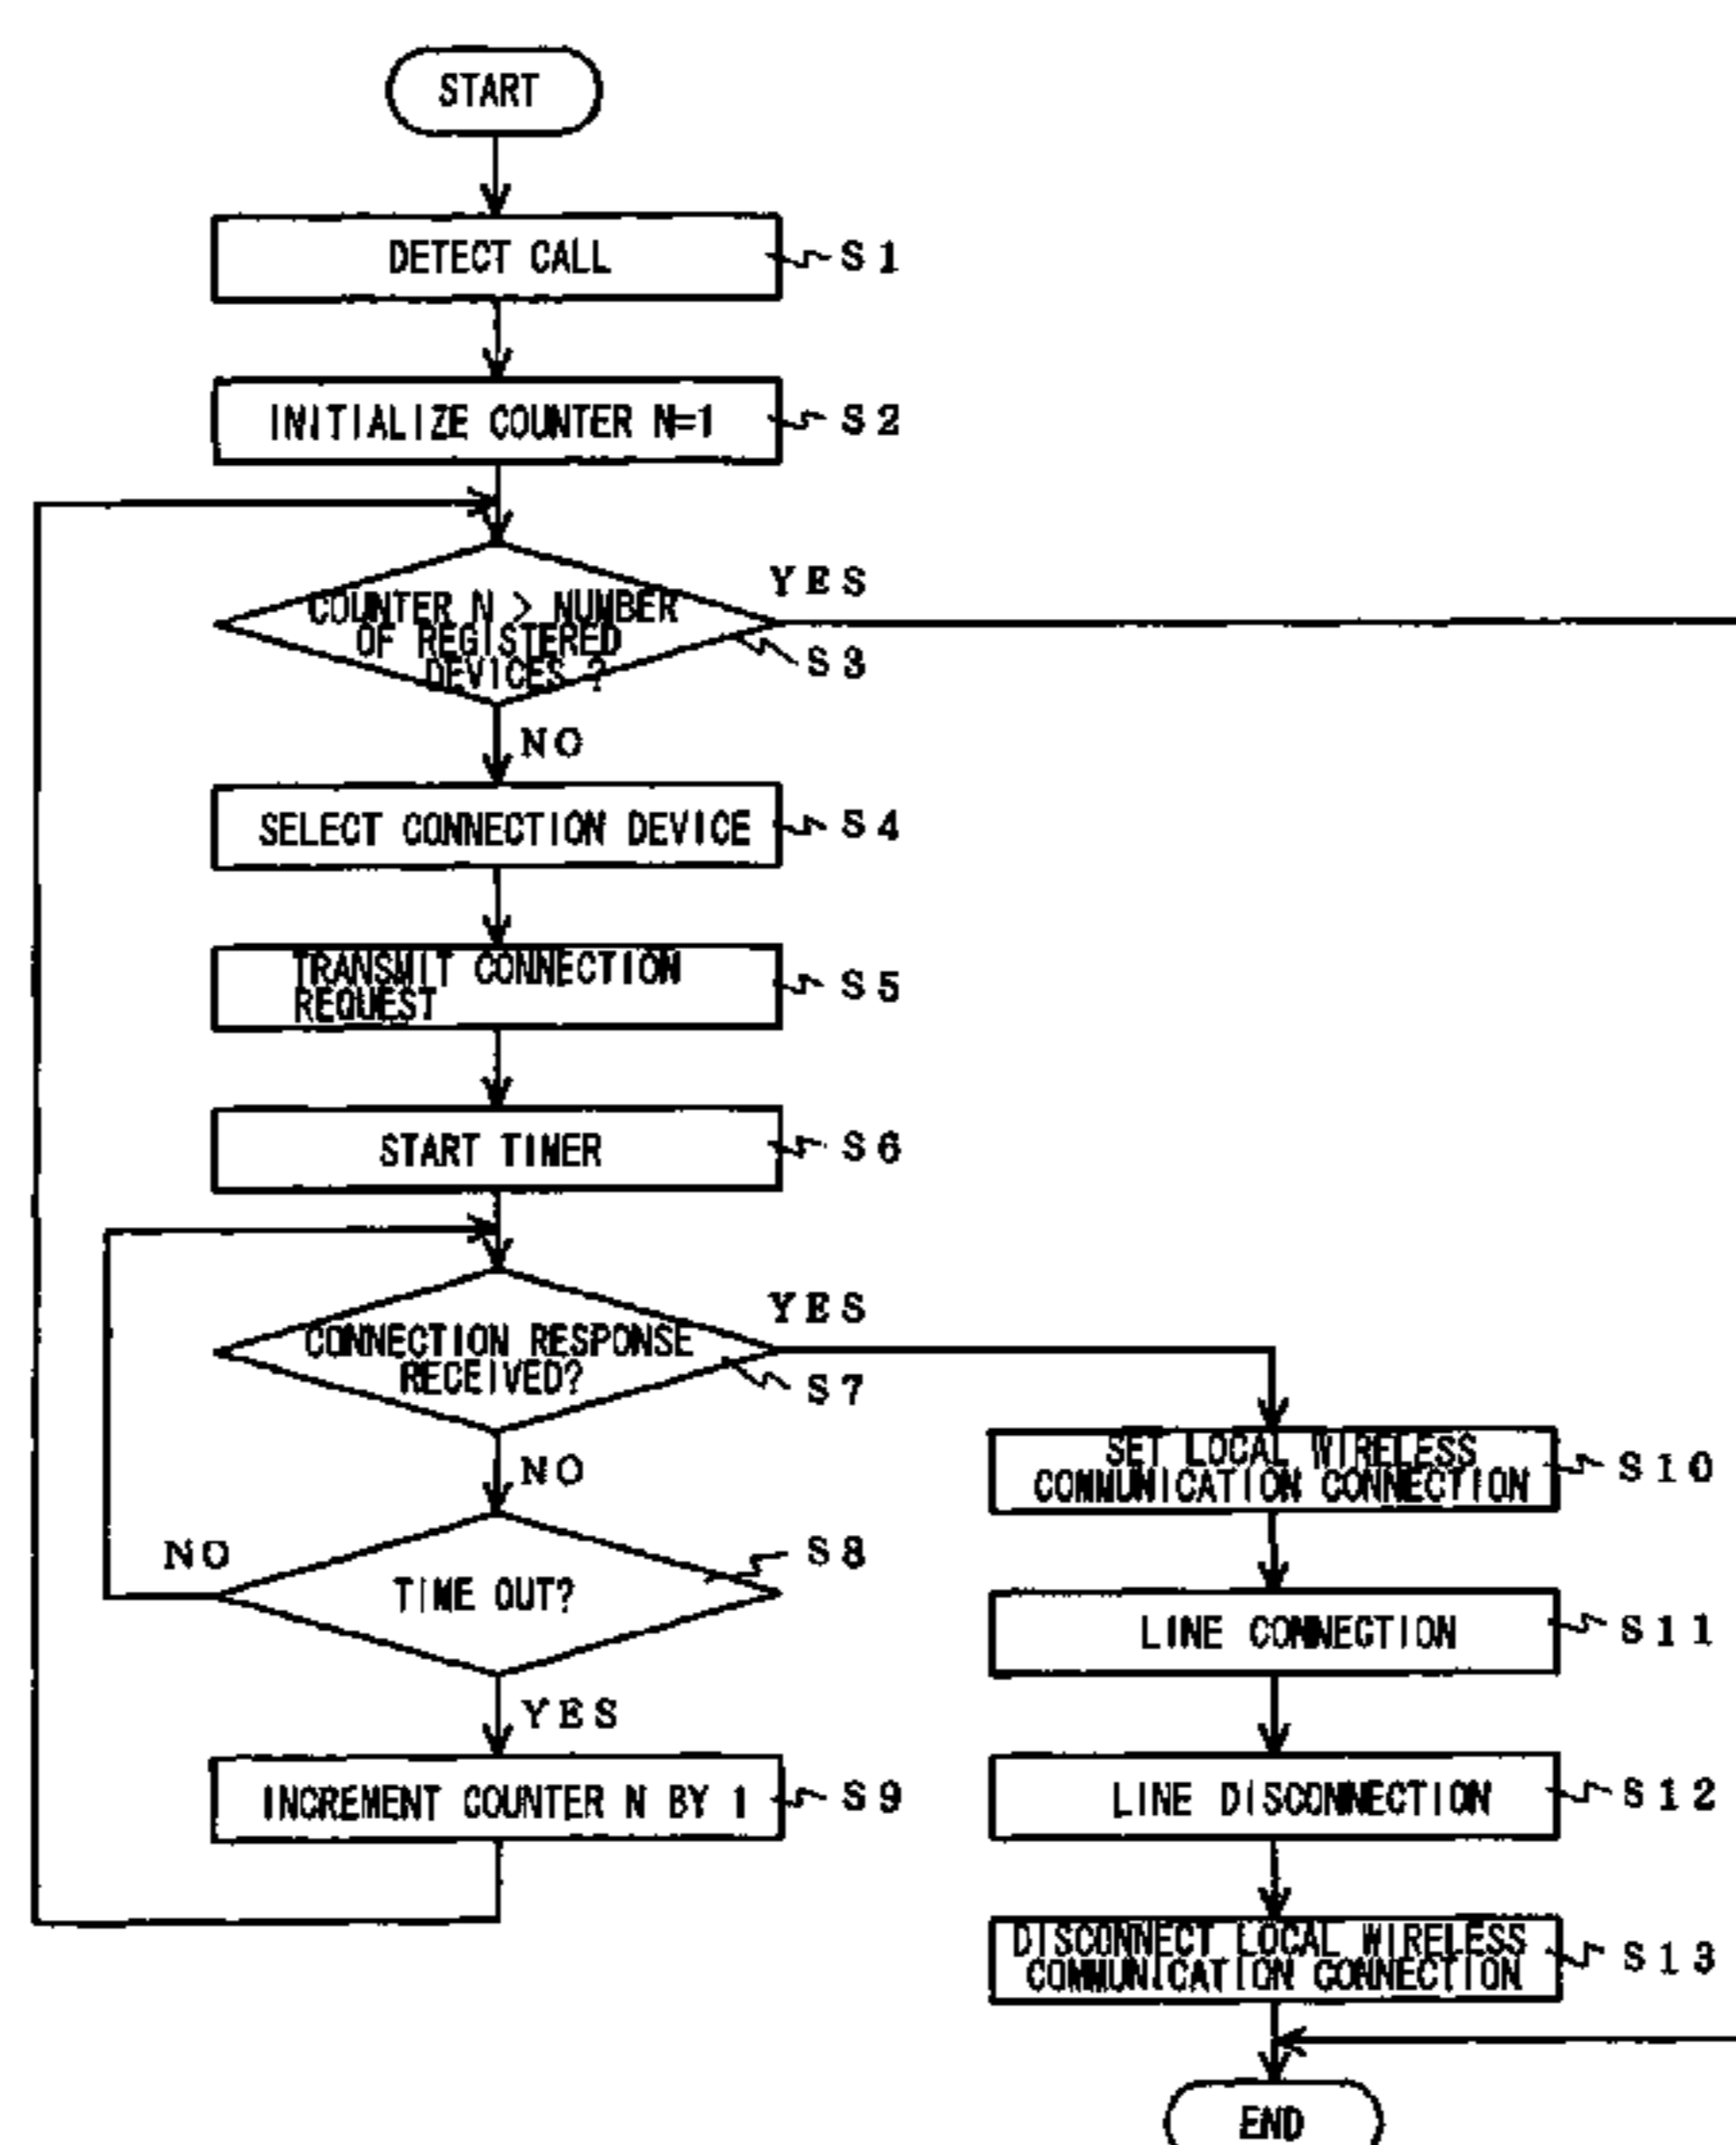 START
DETECT CALL
S1
INITIALIZE COUNTER N=1
S2
COUNTER N > NUMBER
OF REGISTERED
DEVICES ?
YES
S3
NO
SELECT CONNECTION DEVICE
S4
TRANSMIT CONNECTION
REQUEST
S5
START TIMER
S6
CONNECTION RESPONSE
RECEIVED?
YES
S7
NO
TIME OUT?
NO
S8
YES
INCREMENT COUNTER N BY 1
S9
SET LOCAL WIRELESS
COMMUNICATION CONNECTION
S10
LINE CONNECTION
S11
LINE DISCONNECTION
S12
DISCONNECT LOCAL WIRELESS
COMMUNICATION CONNECTION
S13
END